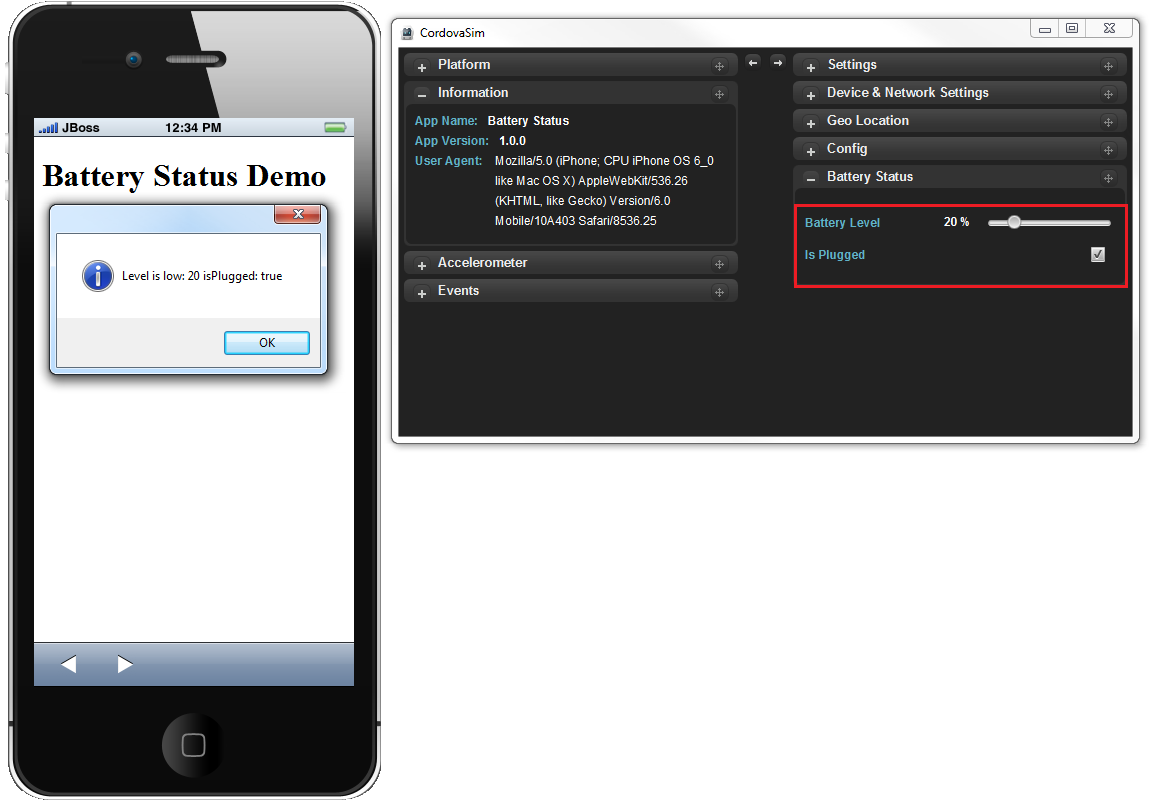 JBoss 12:34 PM
Battery Status Demo
Level is low: 20 isPlugged: true
OK
CordovaSim
Platform
Information
App Name: Battery Status
App Version: 1.0.0
User Agent: Mozilla/5.0 (iPhone; CPU iPhone OS 6_0
like Mac OS X) AppleWebKit/536.26
(KHTML, like Gecko) Version/6.0
Mobile/10A403 Safari/8536.25
Accelerometer
Events
Settings
Device & Network Settings
Geo Location
Config
Battery Status
Battery Level 20 %
Is Plugged